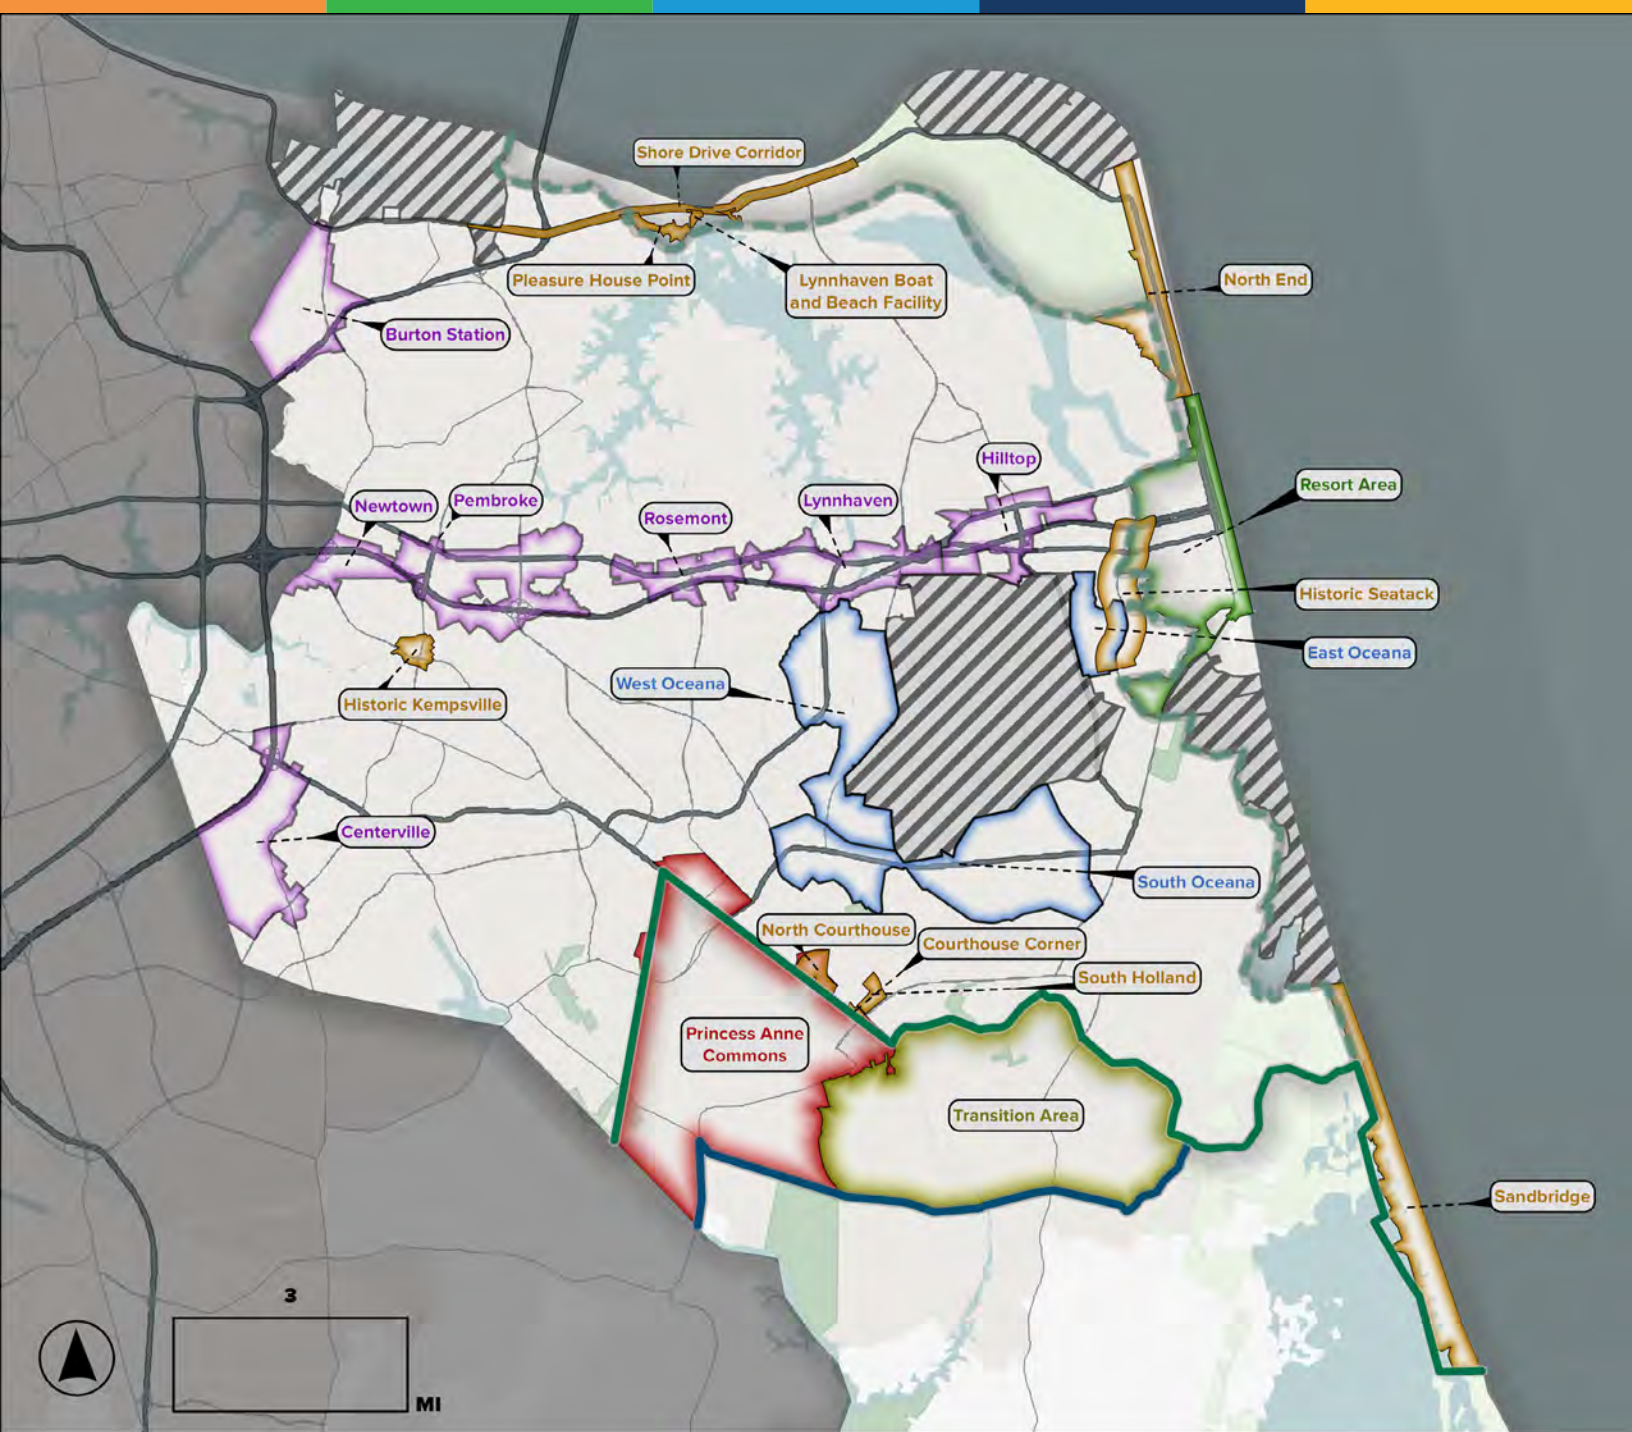 Shore Drive Corridor
Pleasure House Point
Lynnhaven Boat
and Beach Facility
North End
Burton Station
Hilltop
Resort Area
Newtown
Pembroke
Rosemont
Lynnhaven
Historic Seatack
East Oceana
West Oceana
Historic Kempsville
Centerville
South Oceana
North Courthouse
Courthouse Corner
South Holland
Princess Anne
Commons
Transition Area
Sandbridge
3
MI